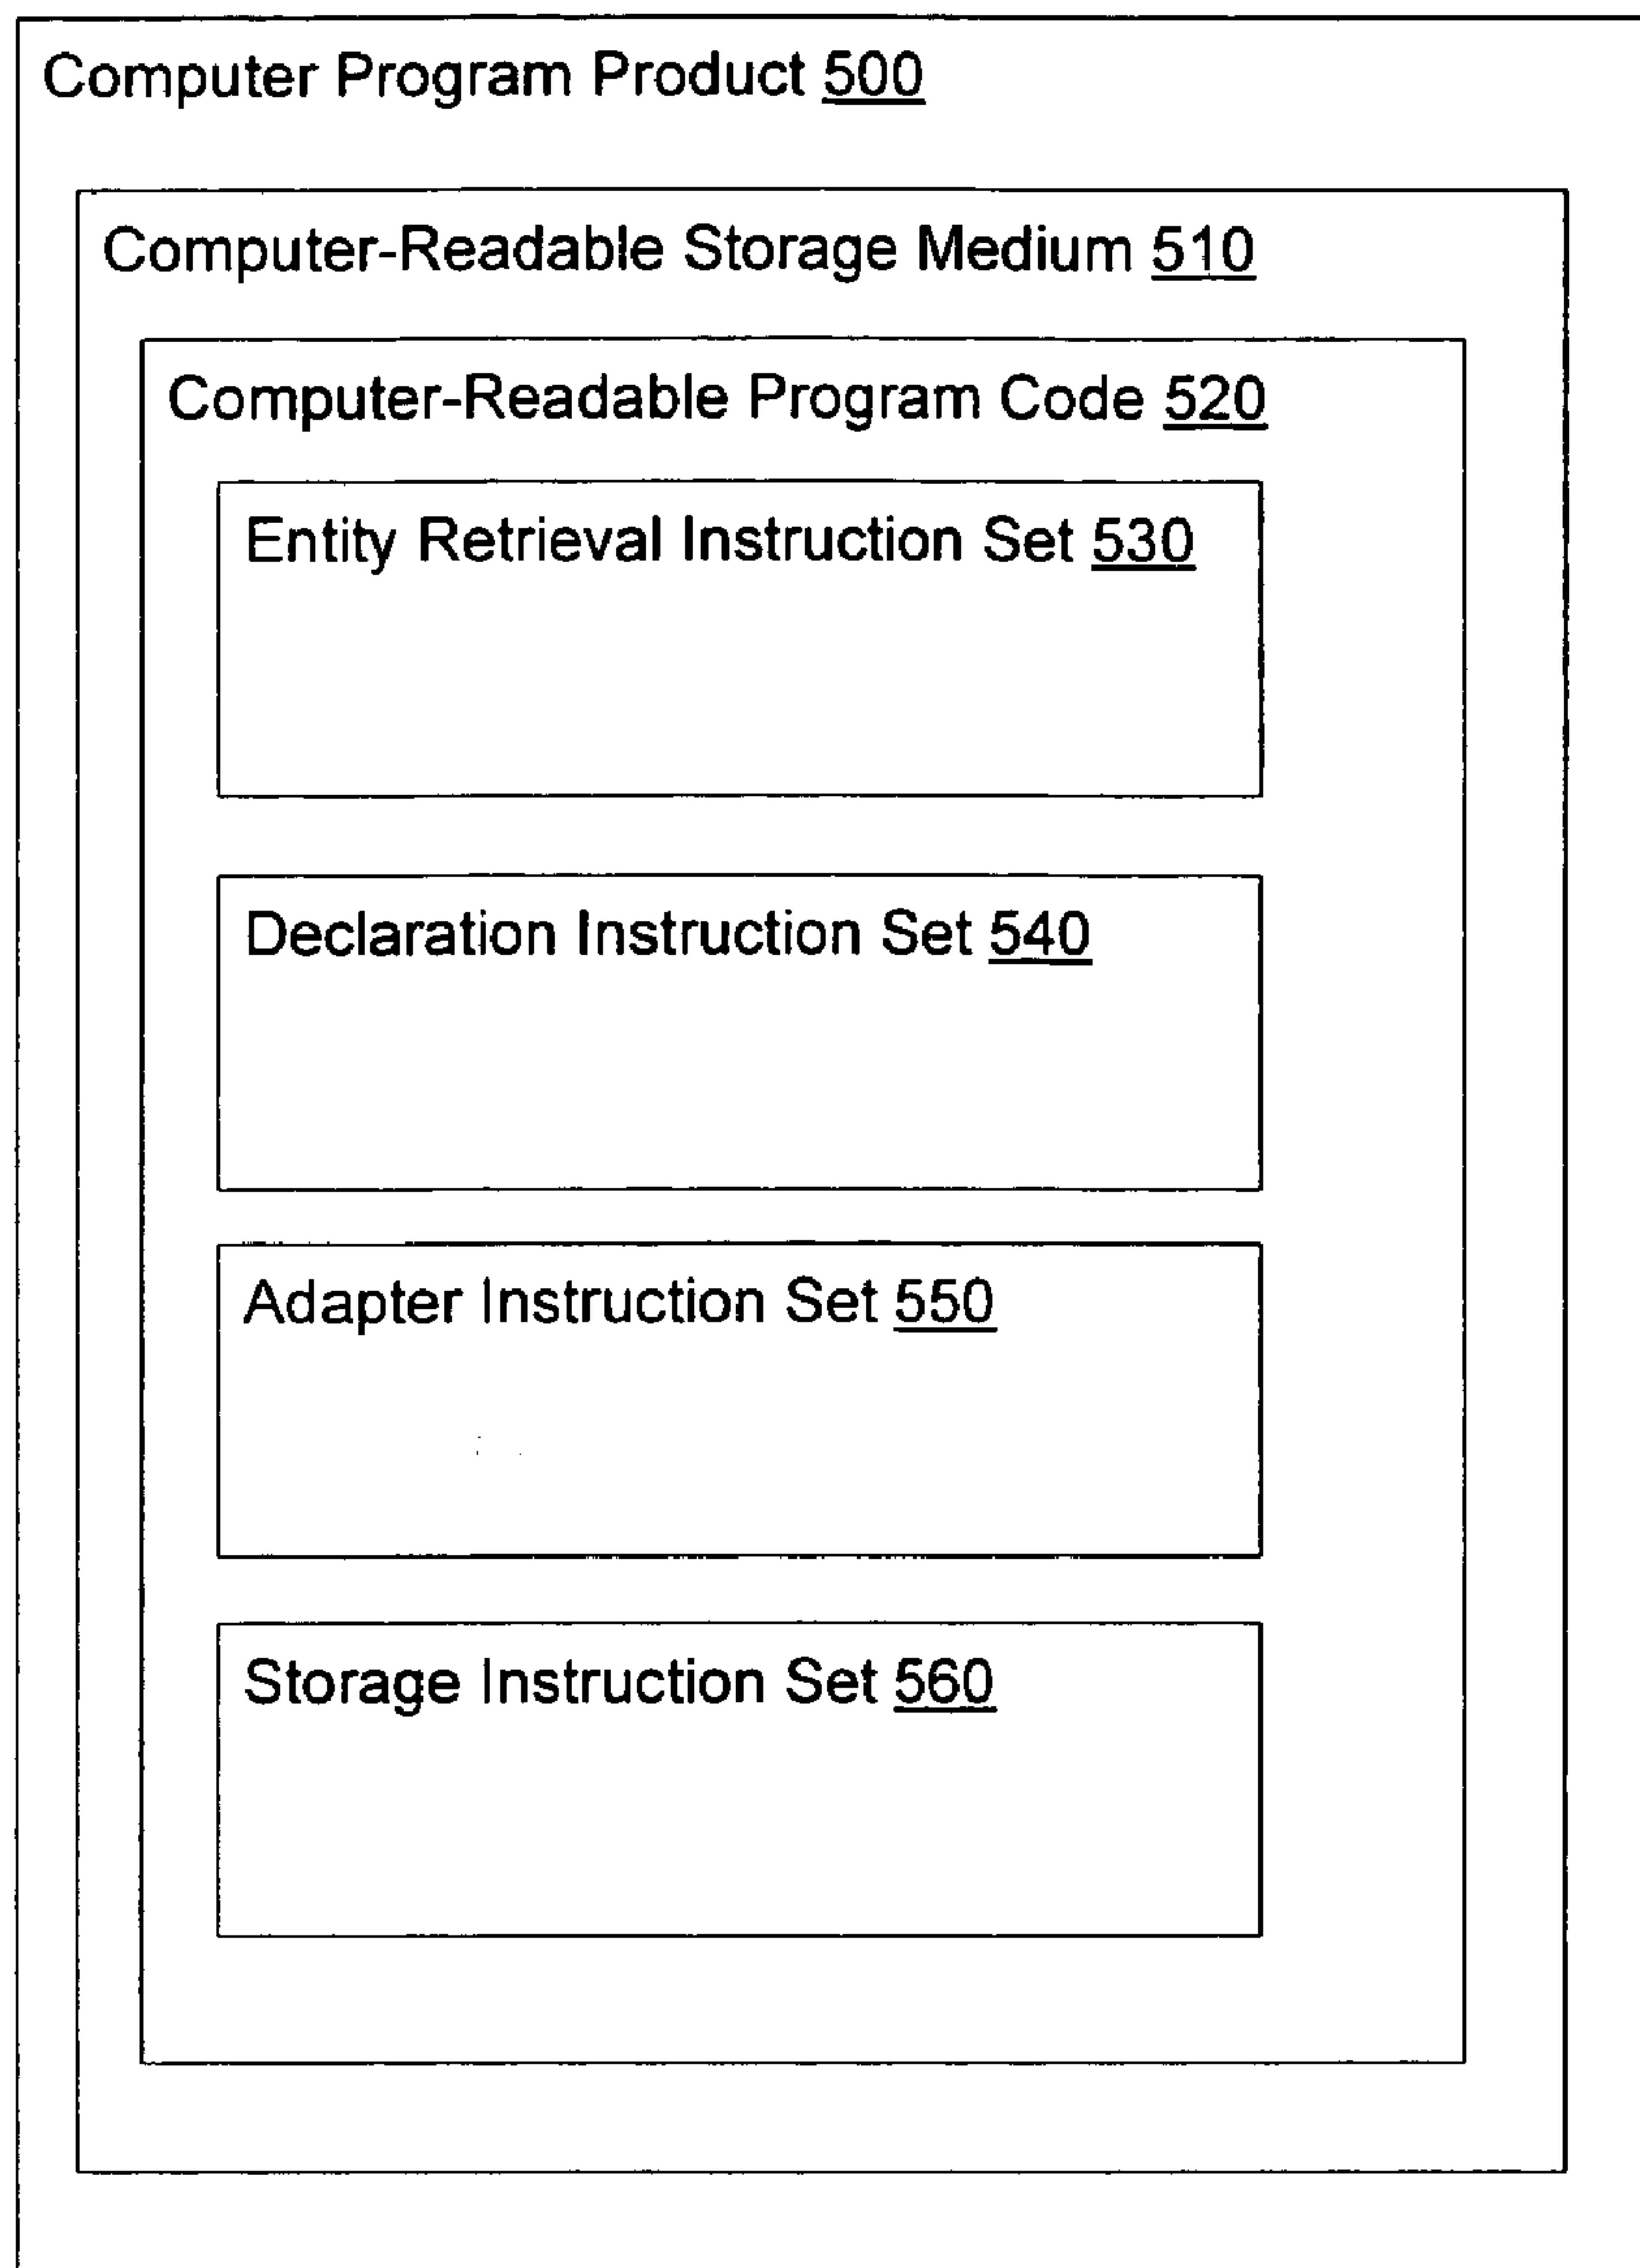 Computer Program Product 500
Computer-Readable Storage Medium 510
Computer-Readable Program Code 520
Entity Retrieval Instruction Set 530
Declaration Instruction Set 540
Adapter Instruction Set 550
Storage Instruction Set 560